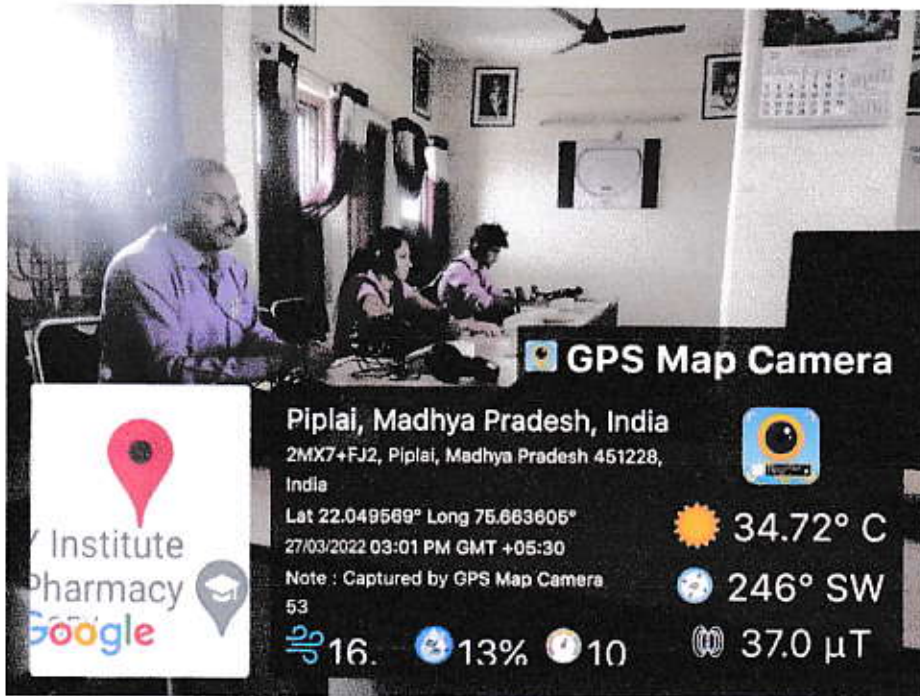 GPS Map Camera
Piplai, Madhya Pradesh, India
2MX7+FJ2, Piplai, Madhya Pradesh 451228,
India
Lat 22.049569° Long 75.663605°
27/03/2022 03:01 PM GMT +05:30
Note : Captured by GPS Map Camera
53
16.
13%
10
34.72° C
246° SW
37.0 µT
Y Institute
Pharmacy
Google